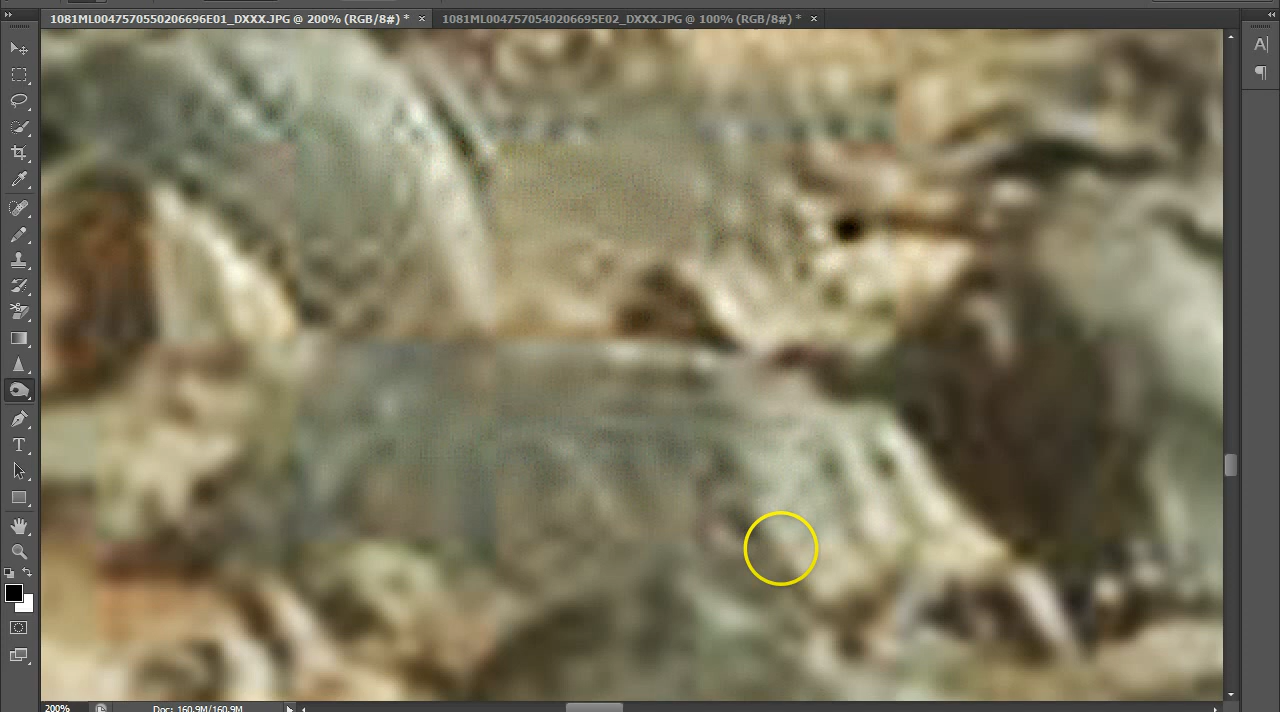 1081ML0047570550206696E01_DXXX.JPG @ 200% (RGB/8#) * × 1081ML0047570540206695E02_DXXX.JPG @ 100% (RGB/8#) * ×
A
T
200% Doc: 160.9M/160.9M